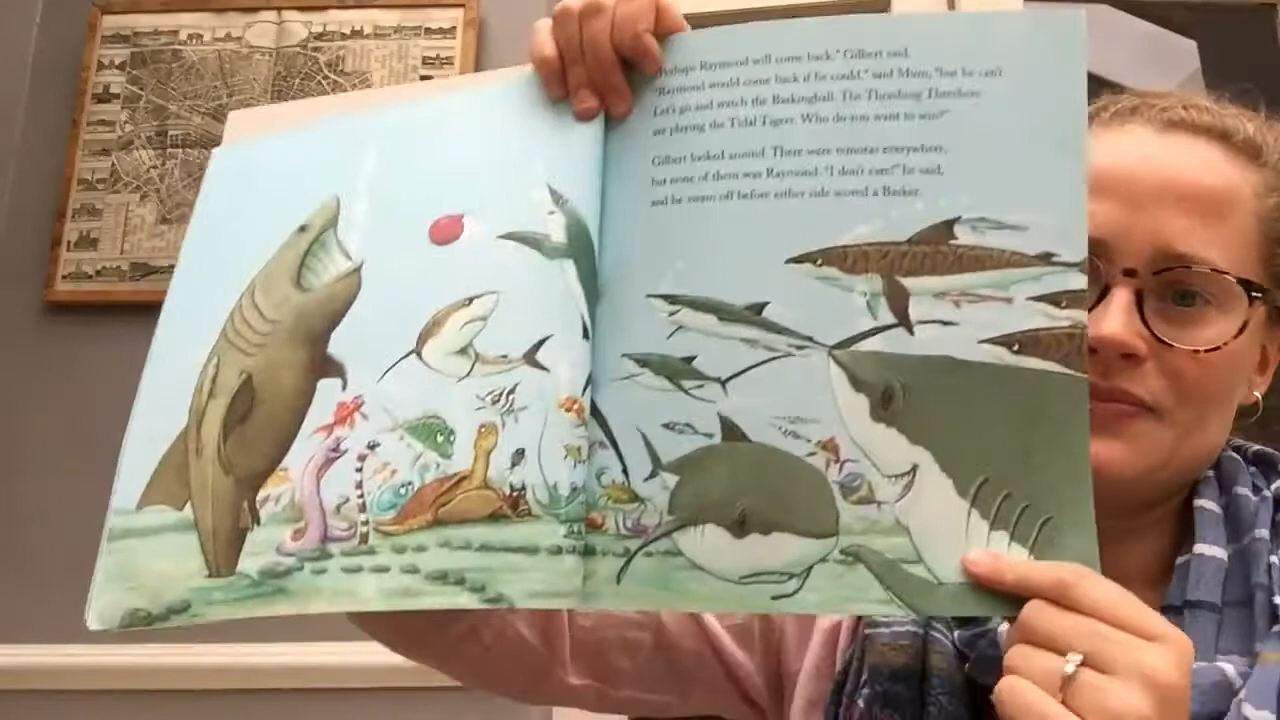 "Perhaps Raymond will come back," Gilbert said.
"Raymond would come back if he could," said Mum, "but he can't.
Let's go and watch the Baskingball. The Threshing Threshers
are playing the Tidal Tigers. Who do you want to win?"
Gilbert looked around. There were remoras everywhere,
but none of them was Raymond. "I don't care!" he said,
and he swam off before either side scored a Basker.